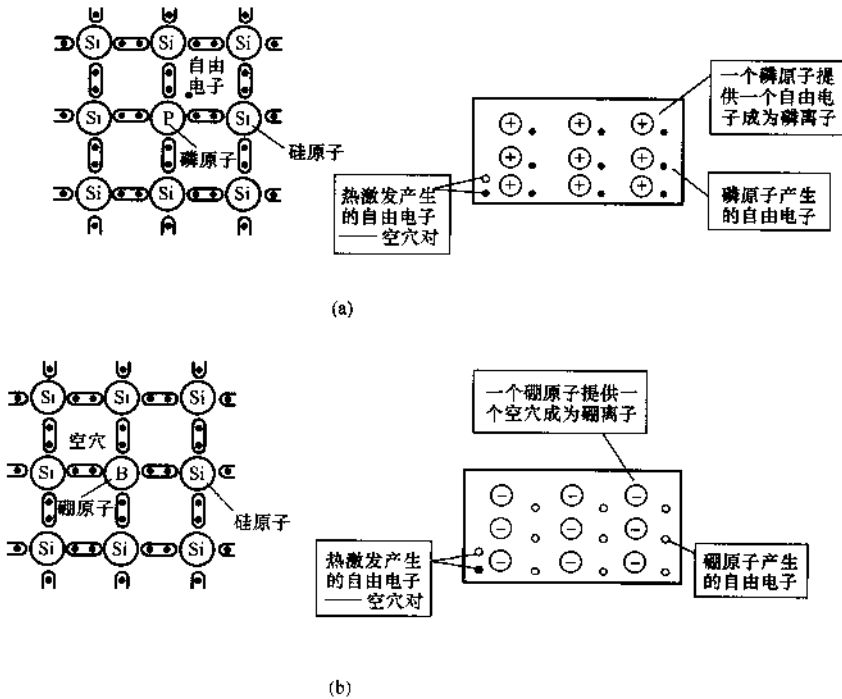 Si Si Si
自由
电子
Si P Si
磷原子
硅原子
Si Si Si
一个磷原子提
供一个自由电
子成为磷离子
+ + +
+ + +
+ + +
热激发产生
的自由电子
—— 空穴对
磷原子产生
的自由电子
(a)
Si Si Si
空穴
Si B Si
硼原子
硅原子
Si Si Si
一个硼原子提供一
个空穴成为硼离子
− − −
− − −
− − −
热激发产生
的自由电子
—— 空穴对
硼原子产生
的自由电子
(b)